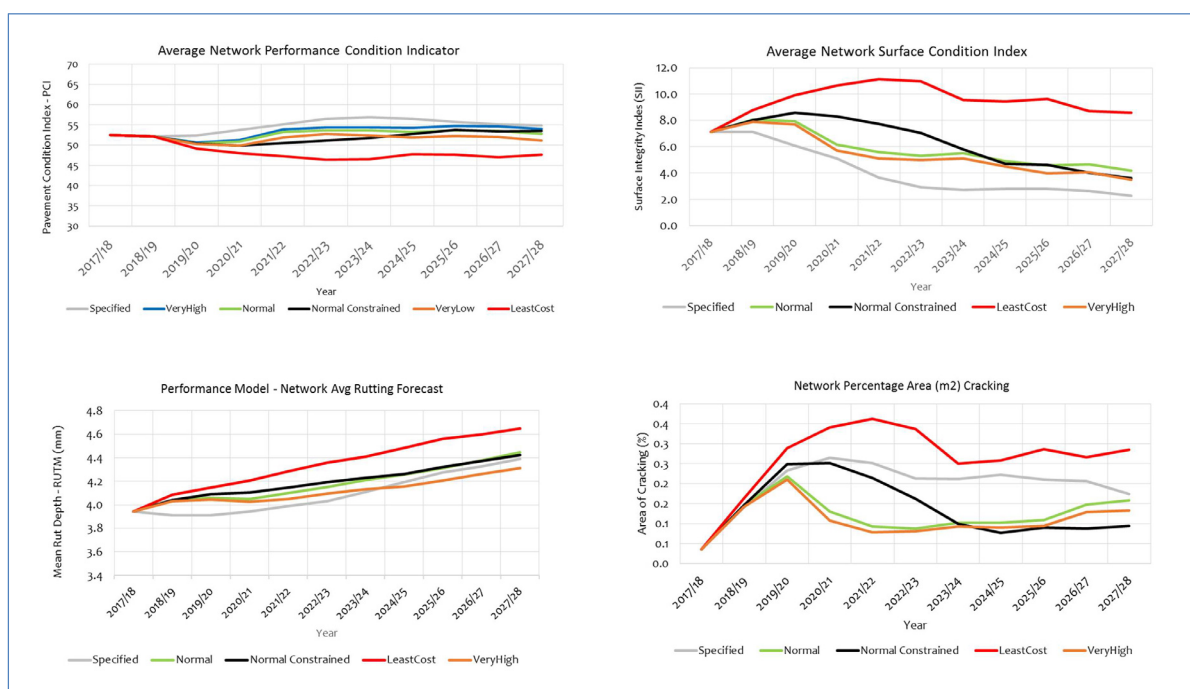 Average Network Performance Condition Indicator
Pavement Condition Index - PCI
70
65
60
55
50
45
40
35
30
2017/18 2018/19 2019/20 2020/21 2021/22 2022/23 2023/24 2024/25 2025/26 2026/27 2027/28
Year
Specified VeryHigh Normal Normal Constrained VeryLow LeastCost
Average Network Surface Condition Index
Surface Integrity Index (SII)
12.0
10.0
8.0
6.0
4.0
2.0
0.0
2017/18 2018/19 2019/20 2020/21 2021/22 2022/23 2023/24 2024/25 2025/26 2026/27 2027/28
Year
Specified Normal Normal Constrained LeastCost VeryHigh
Performance Model - Network Avg Rutting Forecast
Mean Rut Depth - RUTM (mm)
4.8
4.6
4.4
4.2
4.0
3.8
3.6
3.4
2017/18 2018/19 2019/20 2020/21 2021/22 2022/23 2023/24 2024/25 2025/26 2026/27 2027/28
Year
Specified Normal Normal Constrained LeastCost VeryHigh
Network Percentage Area (m2) Cracking
Area of Cracking (%)
0.4
0.4
0.3
0.3
0.2
0.2
0.1
0.1
0.0
2017/18 2018/19 2019/20 2020/21 2021/22 2022/23 2023/24 2024/25 2025/26 2026/27 2027/28
Year
Specified Normal Normal Constrained LeastCost VeryHigh